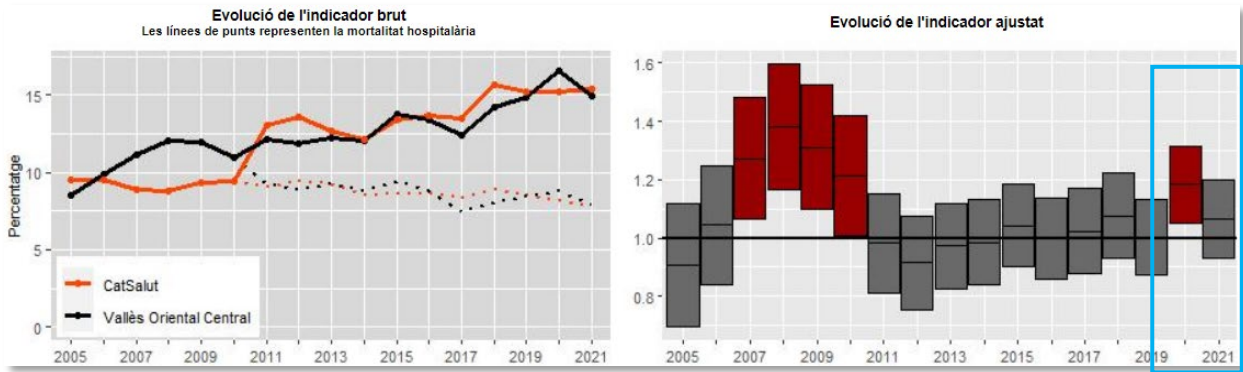 Evolució de l'indicador brut
Les línees de punts representen la mortalitat hospitalària
Percentatge
15
10
5
0
CatSalut
Vallès Oriental Central
2005 2007 2009 2011 2013 2015 2017 2019 2021
Evolució de l'indicador ajustat
1.6
1.4
1.2
1.0
0.8
2005 2007 2009 2011 2013 2015 2017 2019 2021